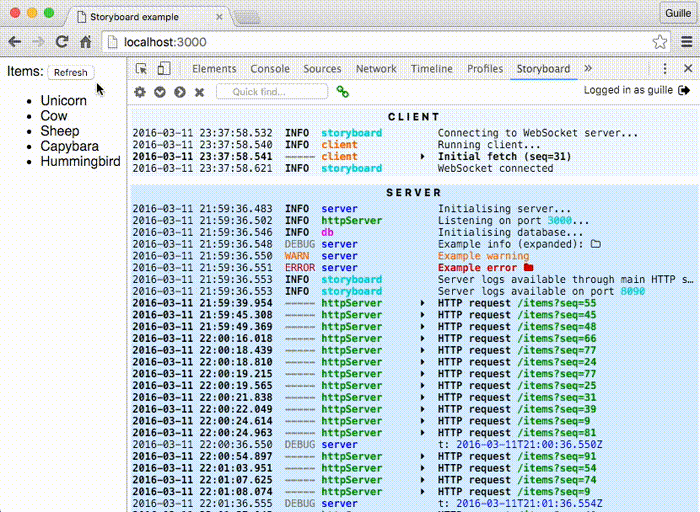 Storyboard example
Guille
localhost:3000
Items: Refresh
Unicorn
Cow
Sheep
Capybara
Hummingbird
Elements Console Sources Network Timeline Profiles Storyboard »
Quick find... Logged in as guille
CLIENT
2016-03-11 23:37:58.532 INFO storyboard Connecting to WebSocket server...
2016-03-11 23:37:58.540 INFO client Running client...
2016-03-11 23:37:58.541 ----- client Initial fetch (seq=31)
2016-03-11 23:37:58.621 INFO storyboard WebSocket connected
SERVER
2016-03-11 21:59:36.483 INFO server Initialising server...
2016-03-11 21:59:36.502 INFO httpServer Listening on port 3000...
2016-03-11 21:59:36.546 INFO db Initialising database...
2016-03-11 21:59:36.548 DEBUG server Example info (expanded):
2016-03-11 21:59:36.550 WARN server Example warning
2016-03-11 21:59:36.551 ERROR server Example error
2016-03-11 21:59:36.553 INFO storyboard Server logs available through main HTTP s...
2016-03-11 21:59:36.553 INFO storyboard Server logs available on port 8090
2016-03-11 21:59:39.954 ----- httpServer HTTP request /items?seq=55
2016-03-11 21:59:45.308 ----- httpServer HTTP request /items?seq=45
2016-03-11 21:59:49.369 ----- httpServer HTTP request /items?seq=48
2016-03-11 22:00:16.018 ----- httpServer HTTP request /items?seq=66
2016-03-11 22:00:18.439 ----- httpServer HTTP request /items?seq=77
2016-03-11 22:00:18.810 ----- httpServer HTTP request /items?seq=24
2016-03-11 22:00:19.215 ----- httpServer HTTP request /items?seq=77
2016-03-11 22:00:19.565 ----- httpServer HTTP request /items?seq=25
2016-03-11 22:00:21.838 ----- httpServer HTTP request /items?seq=31
2016-03-11 22:00:22.049 ----- httpServer HTTP request /items?seq=39
2016-03-11 22:00:24.614 ----- httpServer HTTP request /items?seq=9
2016-03-11 22:00:24.963 ----- httpServer HTTP request /items?seq=81
2016-03-11 22:00:36.550 DEBUG server t: 2016-03-11T21:00:36.550Z
2016-03-11 22:00:54.897 ----- httpServer HTTP request /items?seq=91
2016-03-11 22:01:03.951 ----- httpServer HTTP request /items?seq=54
2016-03-11 22:01:07.625 ----- httpServer HTTP request /items?seq=74
2016-03-11 22:01:08.074 ----- httpServer HTTP request /items?seq=9
2016-03-11 22:01:36.555 DEBUG server t: 2016-03-11T21:01:36.554Z